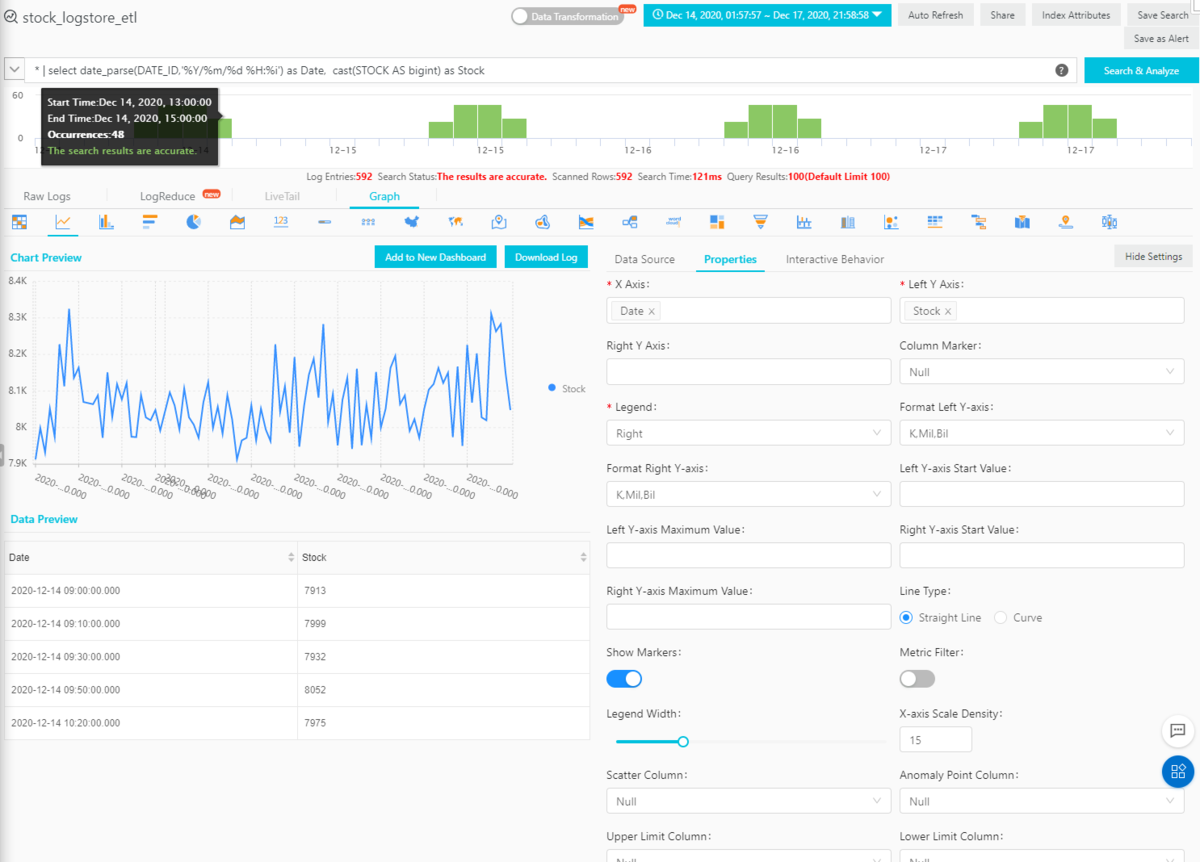 stock_logstore_etl
Data Transformation
new
Dec 14, 2020, 01:57:57 ~ Dec 17, 2020, 21:58:58
Auto Refresh
Share
Index Attributes
Save Search
Save as Alert
* | select date_parse(DATE_ID,'%Y/%m/%d %H:%i') as Date, cast(STOCK AS bigint) as Stock
?
Search & Analyze
60
0
Start Time:Dec 14, 2020, 13:00:00
End Time:Dec 14, 2020, 15:00:00
Occurrences:48
The search results are accurate.
12-15
12-15
12-16
12-16
12-17
12-17
Log Entries:592 Search Status:The results are accurate. Scanned Rows:592 Search Time:121ms Query Results:100(Default Limit 100)
Raw Logs
LogReduce
new
LiveTail
Graph
123
Chart Preview
Add to New Dashboard
Download Log
Data Source
Properties
Interactive Behavior
Hide Settings
8.4K
8.3K
8.2K
8.1K
8K
7.9K
Stock
2020-...0.000
2020-...0.000
2020-...0.000
2020-...0.000
2020-...0.000
2020-...0.000
2020-...0.000
2020-...0.000
2020-...0.000
2020-...0.000
2020-...0.000
2020-...0.000
* X Axis:
Date ×
* Left Y Axis:
Stock ×
Right Y Axis:
Column Marker:
Null
* Legend:
Right
Format Left Y-axis:
K,Mil,Bil
Format Right Y-axis:
K,Mil,Bil
Left Y-axis Start Value:
Left Y-axis Maximum Value:
Right Y-axis Start Value:
Right Y-axis Maximum Value:
Line Type:
Straight Line
Curve
Show Markers:
Metric Filter:
Legend Width:
X-axis Scale Density:
15
Scatter Column:
Null
Anomaly Point Column:
Null
Upper Limit Column:
Null
Lower Limit Column:
Null
Data Preview
Date
Stock
2020-12-14 09:00:00.000
7913
2020-12-14 09:10:00.000
7999
2020-12-14 09:30:00.000
7932
2020-12-14 09:50:00.000
8052
2020-12-14 10:20:00.000
7975